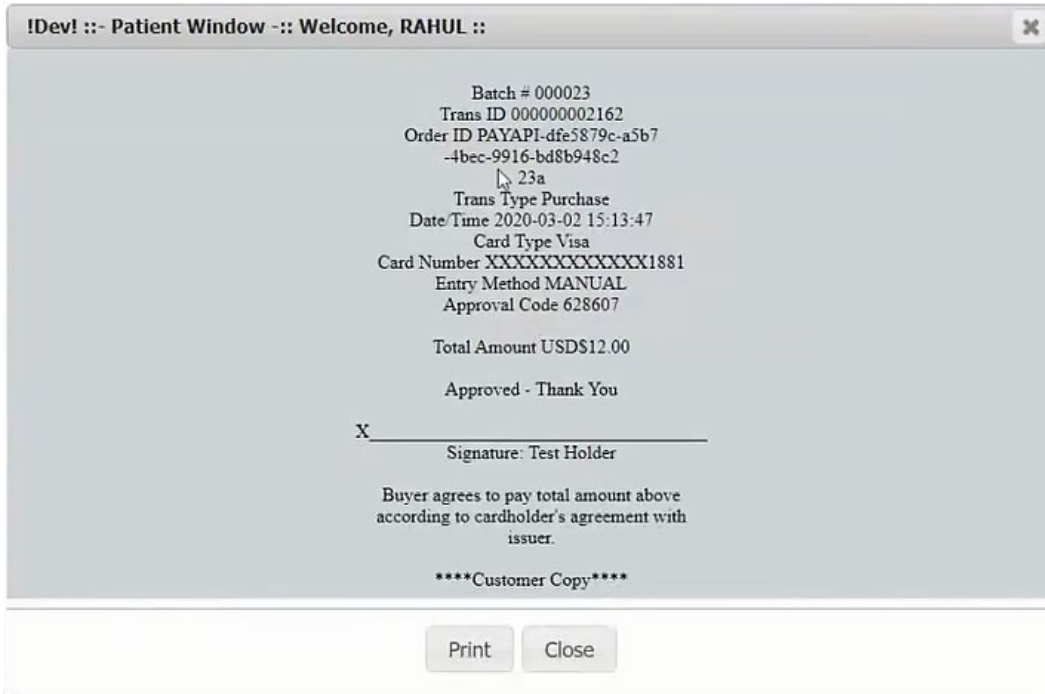 !Dev! ::- Patient Window -:: Welcome, RAHUL ::
Batch # 000023
Trans ID 000000002162
Order ID PAYAPI-dfe5879c-a5b7
-4bec-9916-bd8b948c2
23a
Trans Type Purchase
Date/Time 2020-03-02 15:13:47
Card Type Visa
Card Number XXXXXXXXXXXX1881
Entry Method MANUAL
Approval Code 628607
Total Amount USD$12.00
Approved - Thank You
X
Signature: Test Holder
Buyer agrees to pay total amount above
according to cardholder's agreement with
issuer.
****Customer Copy****
Print Close